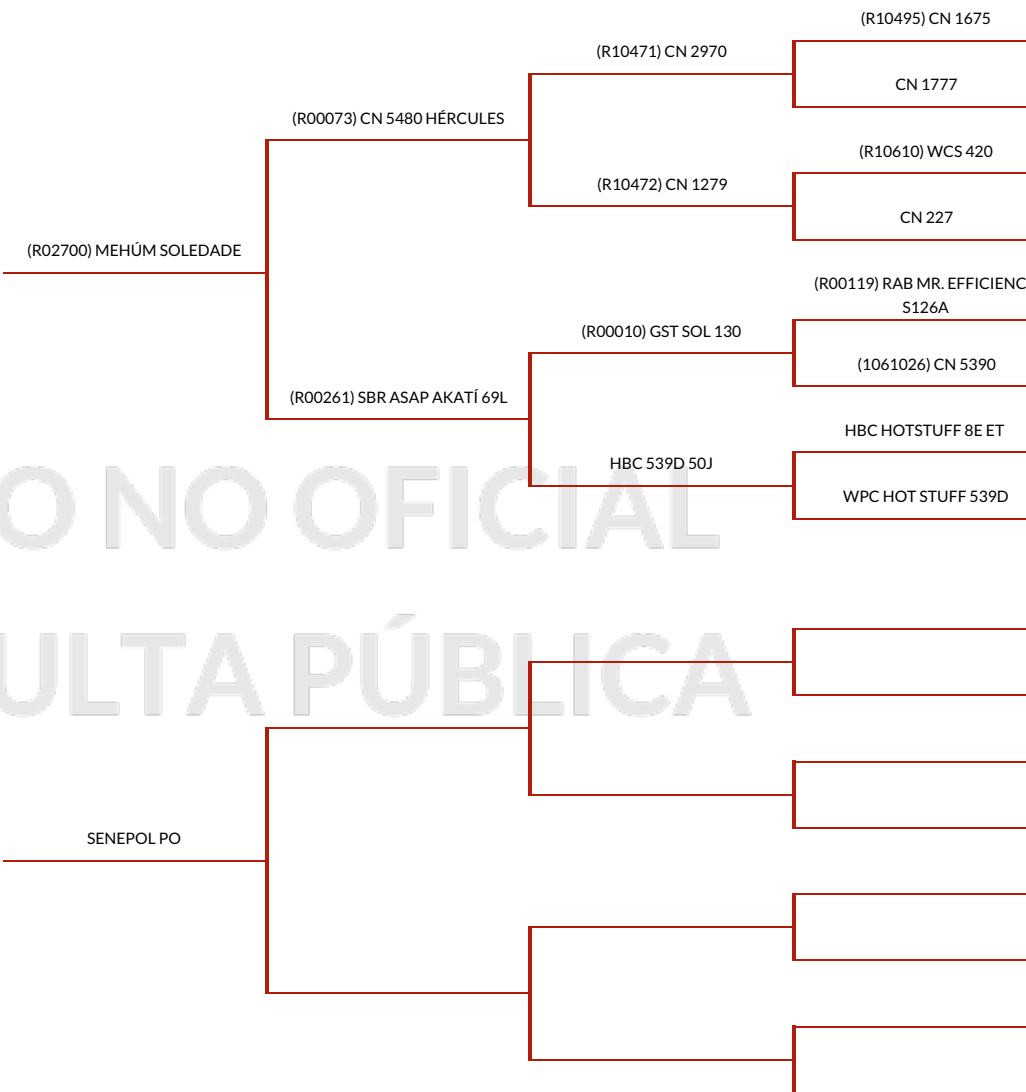 (R10495) CN 1675
(R10471) CN 2970
CN 1777
(R00073) CN 5480 HÉRCULES
(R10610) WCS 420
(R10472) CN 1279
CN 227
(R02700) MEHÚM SOLEDADE
(R00119) RAB MR. EFFICIENC
S126A
(R00010) GST SOL 130
(1061026) CN 5390
(R00261) SBR ASAP AKATÍ 69L
HBC HOTSTUFF 8E ET
HBC 539D 50J
WPC HOT STUFF 539D
O NO OFICIAL
ULTA PÚBLICA
SENEPOL PO